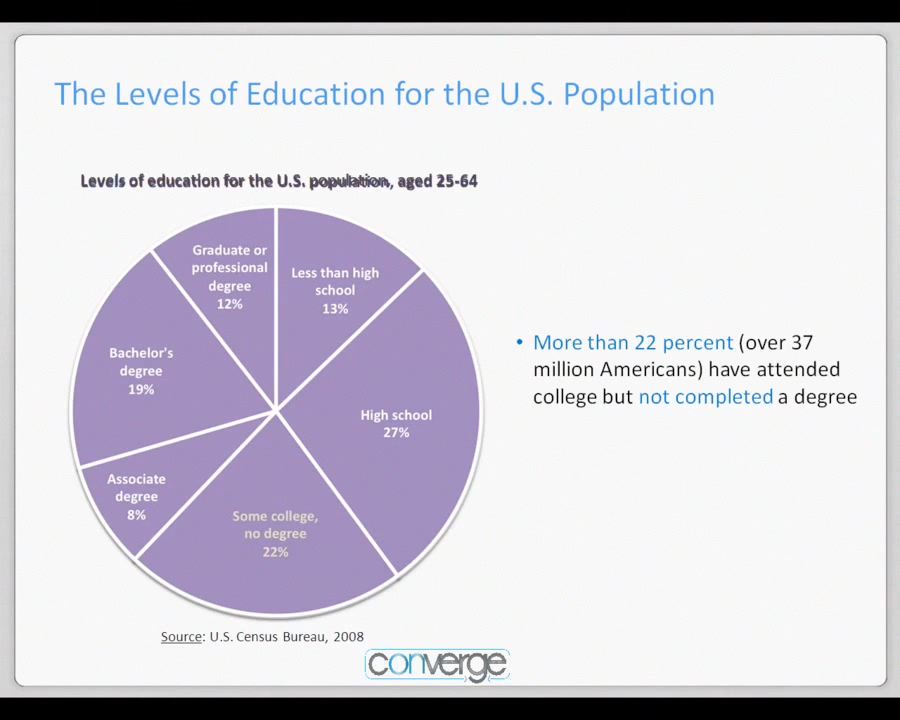 The Levels of Education for the U.S. Population
Levels of education for the U.S. population, aged 25-64
Graduate or
professional
degree
12%
Less than high
school
13%
Bachelor's
degree
19%
High school
27%
Associate
degree
8%
Some college,
no degree
22%
• More than 22 percent (over 37
million Americans) have attended
college but not completed a degree
Source: U.S. Census Bureau, 2008
converge